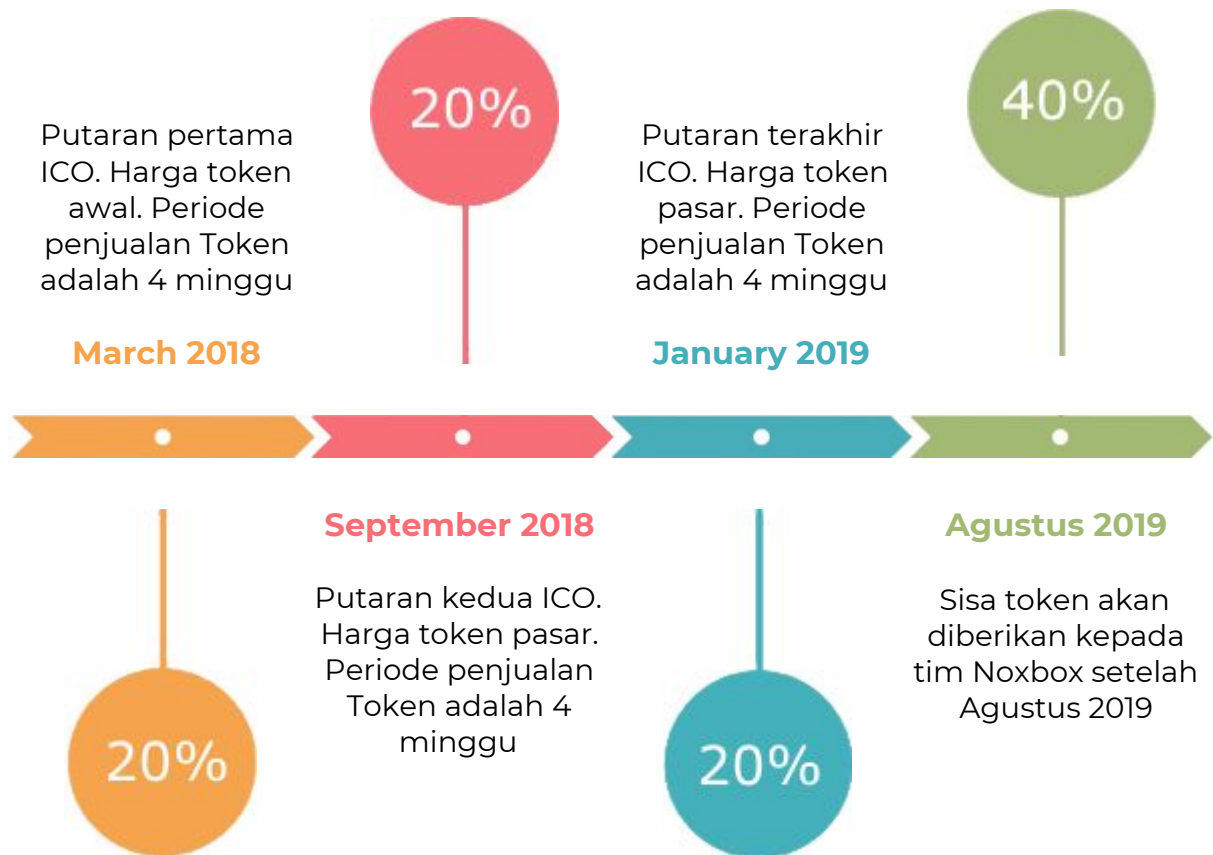 Putaran pertama
ICO. Harga token
awal. Periode
penjualan Token
adalah 4 minggu
March 2018
20%
20%
September 2018
Putaran kedua ICO.
Harga token pasar.
Periode penjualan
Token adalah 4
minggu
Putaran terakhir
ICO. Harga token
pasar. Periode
penjualan Token
adalah 4 minggu
January 2019
20%
40%
Agustus 2019
Sisa token akan
diberikan kepada
tim Noxbox setelah
Agustus 2019